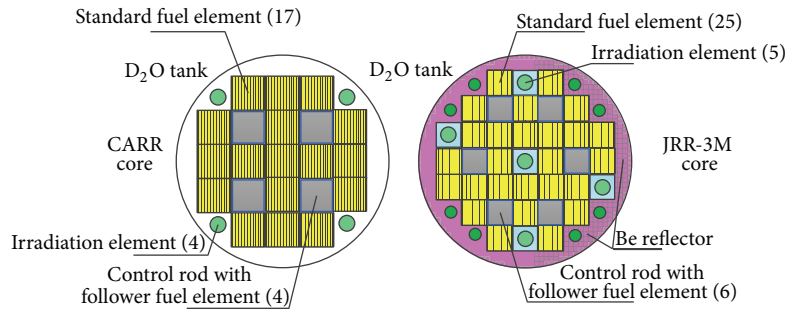 Standard fuel element (17)
D₂O tank
CARR
core
Irradiation element (4)
Control rod with
follower fuel element (4)
Standard fuel element (25)
Irradiation element (5)
D₂O tank
JRR-3M
core
Be reflector
Control rod with
follower fuel element (6)